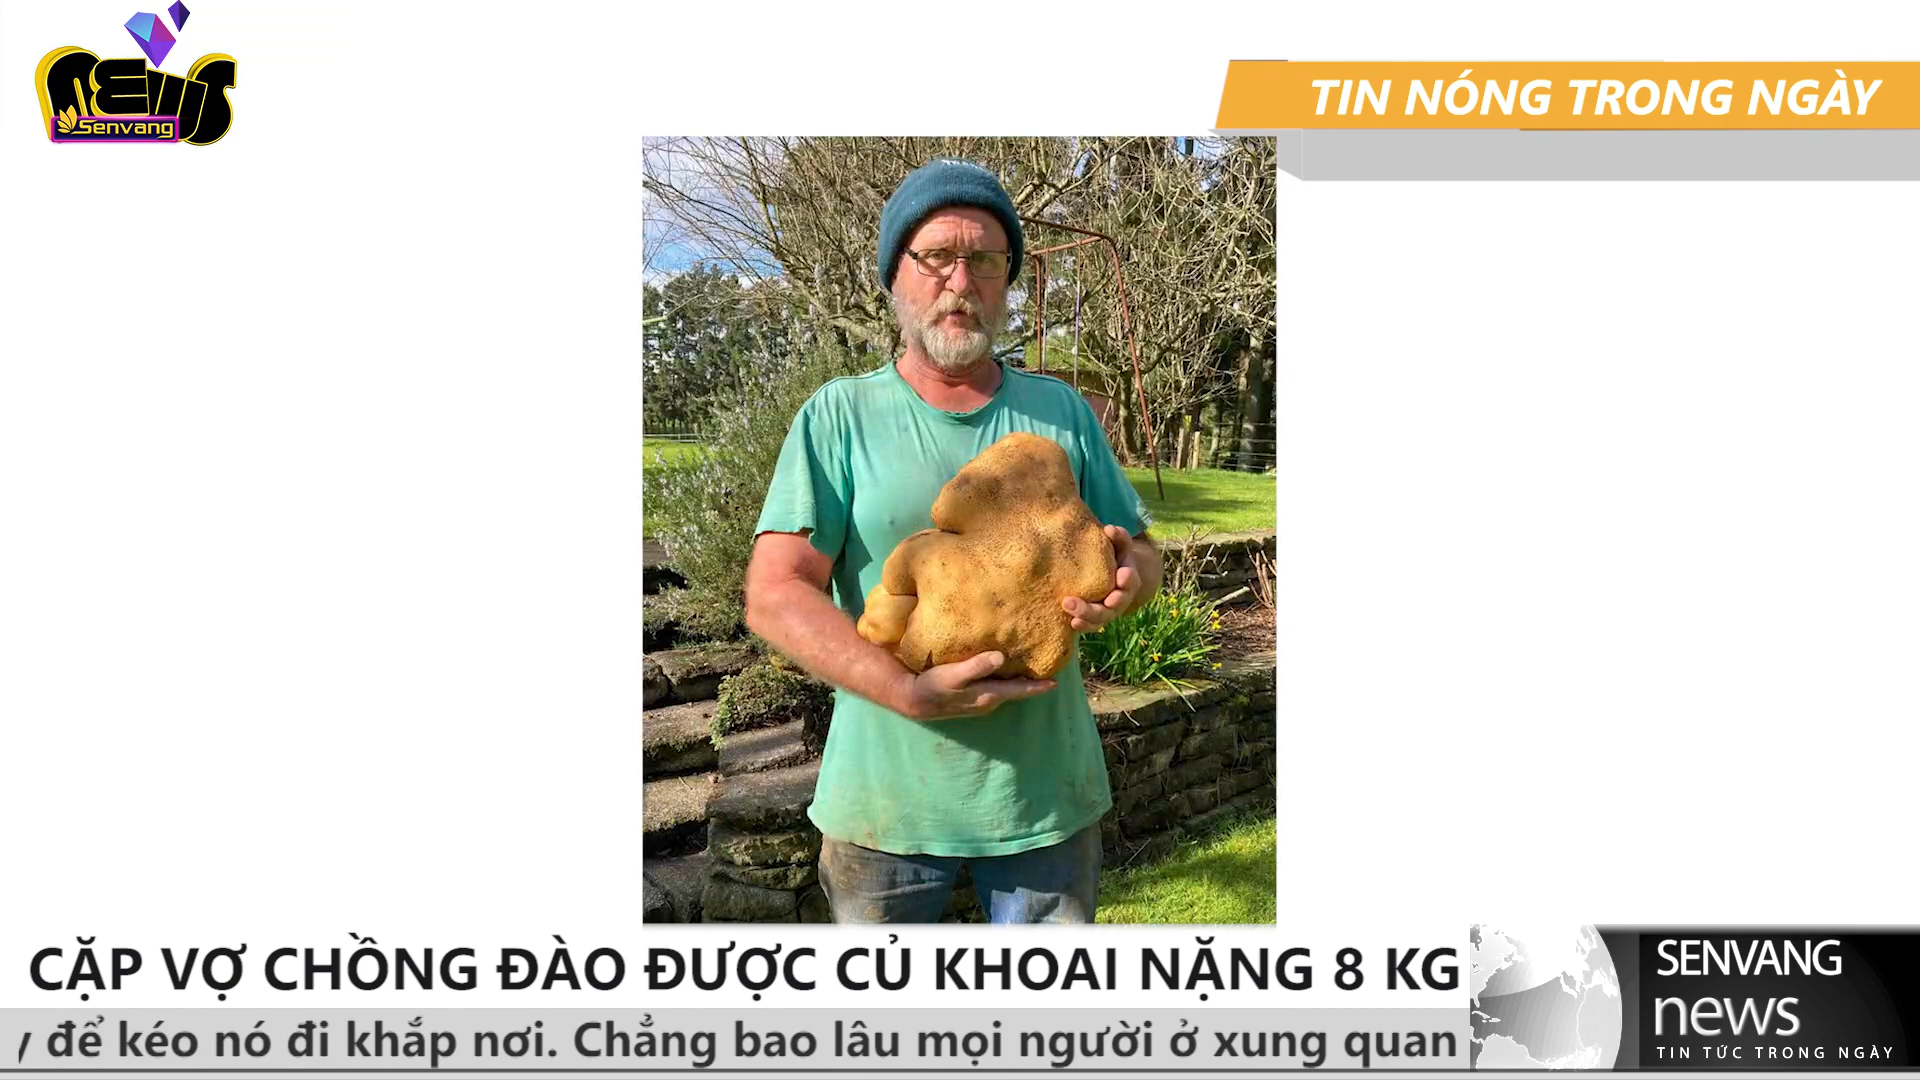 NEWS
Senvang
TIN NÓNG TRONG NGÀY
CẶP VỢ CHỒNG ĐÀO ĐƯỢC CỦ KHOAI NẶNG 8 KG
để kéo nó đi khắp nơi. Chẳng bao lâu mọi người ở xung quan
SENVANG
news
TIN TỨC TRONG NGÀY